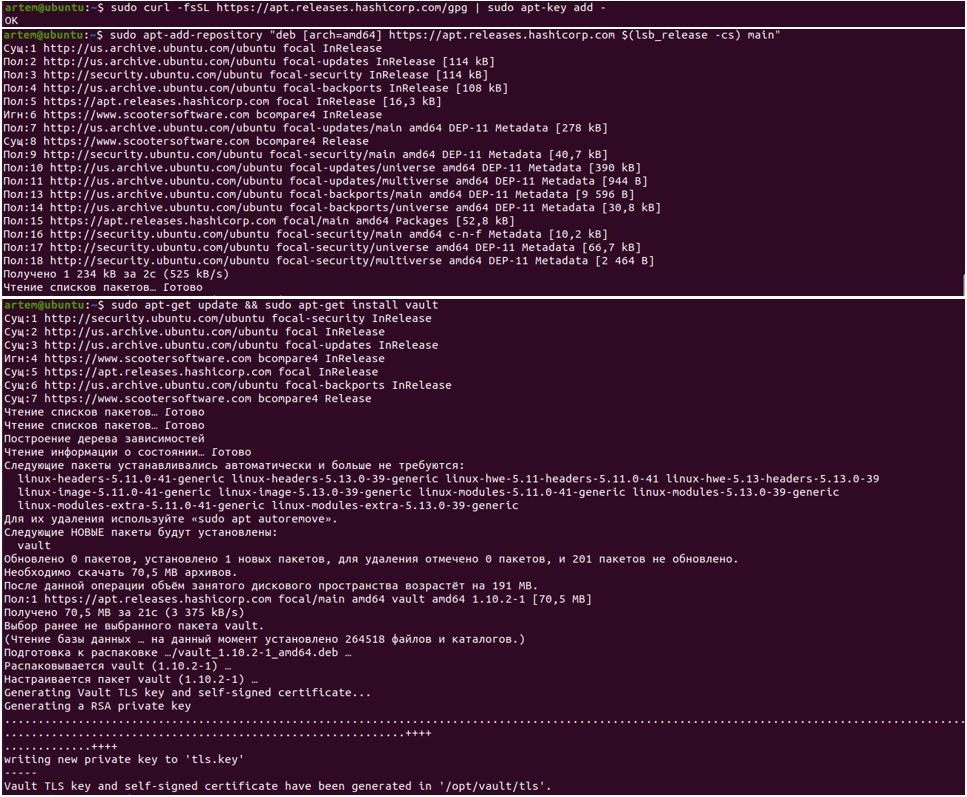 artem@ubuntu:~$ sudo curl -fsSL https://apt.releases.hashicorp.com/gpg | sudo apt-key add -
OK
artem@ubuntu:~$ sudo apt-add-repository "deb [arch=amd64] https://apt.releases.hashicorp.com $(lsb_release -cs) main"
Сущ:1 http://us.archive.ubuntu.com/ubuntu focal InRelease
Пол:2 http://us.archive.ubuntu.com/ubuntu focal-updates InRelease [114 kB]
Пол:3 http://security.ubuntu.com/ubuntu focal-security InRelease [114 kB]
Пол:4 http://us.archive.ubuntu.com/ubuntu focal-backports InRelease [108 kB]
Пол:5 https://apt.releases.hashicorp.com focal InRelease [16,3 kB]
Игн:6 https://www.scootersoftware.com bcompare4 InRelease
Пол:7 http://us.archive.ubuntu.com/ubuntu focal-updates/main amd64 DEP-11 Metadata [278 kB]
Сущ:8 https://www.scootersoftware.com bcompare4 Release
Пол:9 http://security.ubuntu.com/ubuntu focal-security/main amd64 DEP-11 Metadata [40,7 kB]
Пол:10 http://us.archive.ubuntu.com/ubuntu focal-updates/universe amd64 DEP-11 Metadata [390 kB]
Пол:11 http://us.archive.ubuntu.com/ubuntu focal-updates/multiverse amd64 DEP-11 Metadata [944 B]
Пол:13 http://us.archive.ubuntu.com/ubuntu focal-backports/main amd64 DEP-11 Metadata [9 596 B]
Пол:14 http://us.archive.ubuntu.com/ubuntu focal-backports/universe amd64 DEP-11 Metadata [30,8 kB]
Пол:15 https://apt.releases.hashicorp.com focal/main amd64 Packages [52,8 kB]
Пол:16 http://security.ubuntu.com/ubuntu focal-security/main amd64 c-n-f Metadata [10,2 kB]
Пол:17 http://security.ubuntu.com/ubuntu focal-security/universe amd64 DEP-11 Metadata [66,7 kB]
Пол:18 http://security.ubuntu.com/ubuntu focal-security/multiverse amd64 DEP-11 Metadata [2 464 B]
Получено 1 234 kB за 2с (525 kB/s)
Чтение списков пакетов… Готово
artem@ubuntu:~$ sudo apt-get update && sudo apt-get install vault
Сущ:1 http://security.ubuntu.com/ubuntu focal-security InRelease
Сущ:2 http://us.archive.ubuntu.com/ubuntu focal InRelease
Сущ:3 http://us.archive.ubuntu.com/ubuntu focal-updates InRelease
Игн:4 https://www.scootersoftware.com bcompare4 InRelease
Сущ:5 https://apt.releases.hashicorp.com focal InRelease
Сущ:6 http://us.archive.ubuntu.com/ubuntu focal-backports InRelease
Сущ:7 https://www.scootersoftware.com bcompare4 Release
Чтение списков пакетов… Готово
Чтение списков пакетов… Готово
Построение дерева зависимостей
Чтение информации о состоянии… Готово
Следующие пакеты устанавливались автоматически и больше не требуются:
linux-headers-5.11.0-41-generic linux-headers-5.13.0-39-generic linux-hwe-5.11-headers-5.11.0-41 linux-hwe-5.13-headers-5.13.0-39
linux-image-5.11.0-41-generic linux-image-5.13.0-39-generic linux-modules-5.11.0-41-generic linux-modules-5.13.0-39-generic
linux-modules-extra-5.11.0-41-generic linux-modules-extra-5.13.0-39-generic
Для их удаления используйте «sudo apt autoremove».
Следующие НОВЫЕ пакеты будут установлены:
vault
Обновлено 0 пакетов, установлено 1 новых пакетов, для удаления отмечено 0 пакетов, и 201 пакетов не обновлено.
Необходимо скачать 70,5 MB архивов.
После данной операции объём занятого дискового пространства возрастёт на 191 MB.
Пол:1 https://apt.releases.hashicorp.com focal/main amd64 vault amd64 1.10.2-1 [70,5 MB]
Получено 70,5 MB за 21с (3 375 kB/s)
Выбор ранее не выбранного пакета vault.
(Чтение базы данных … на данный момент установлено 264518 файлов и каталогов.)
Подготовка к распаковке …/vault_1.10.2-1_amd64.deb …
Распаковывается vault (1.10.2-1) …
Настраивается пакет vault (1.10.2-1) …
Generating Vault TLS key and self-signed certificate...
Generating a RSA private key
................................................................................................................................................
............................................................++++
.............++++
writing new private key to 'tls.key'
-----
Vault TLS key and self-signed certificate have been generated in '/opt/vault/tls'.